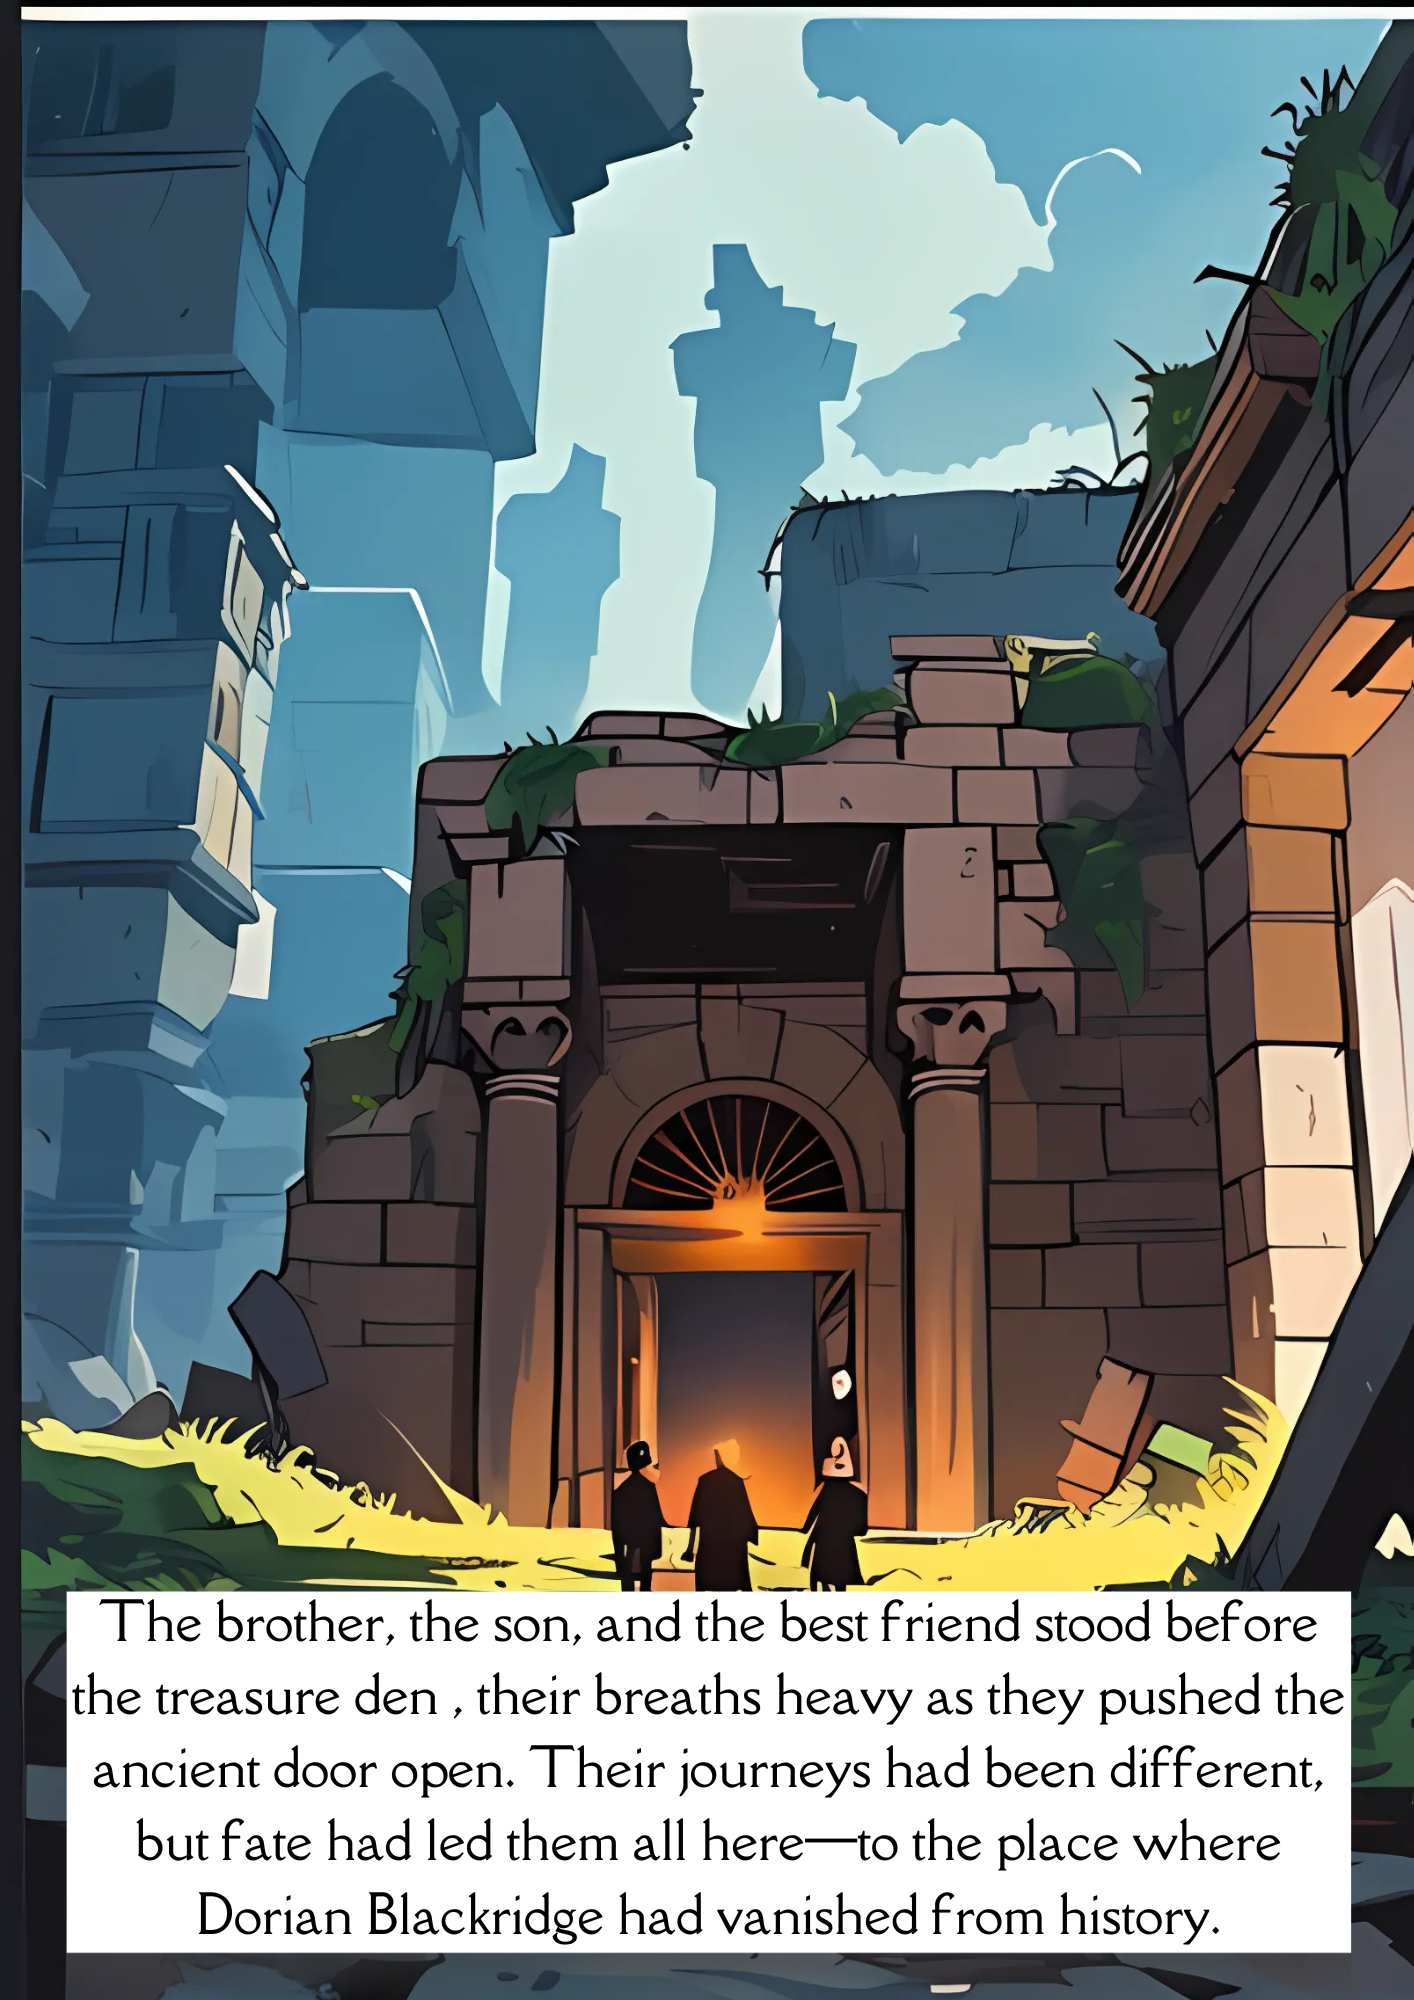 The brother, the son, and the best friend stood before
the treasure den , their breaths heavy as they pushed the
ancient door open. Their journeys had been different,
but fate had led them all here—to the place where
Dorian Blackridge had vanished from history.